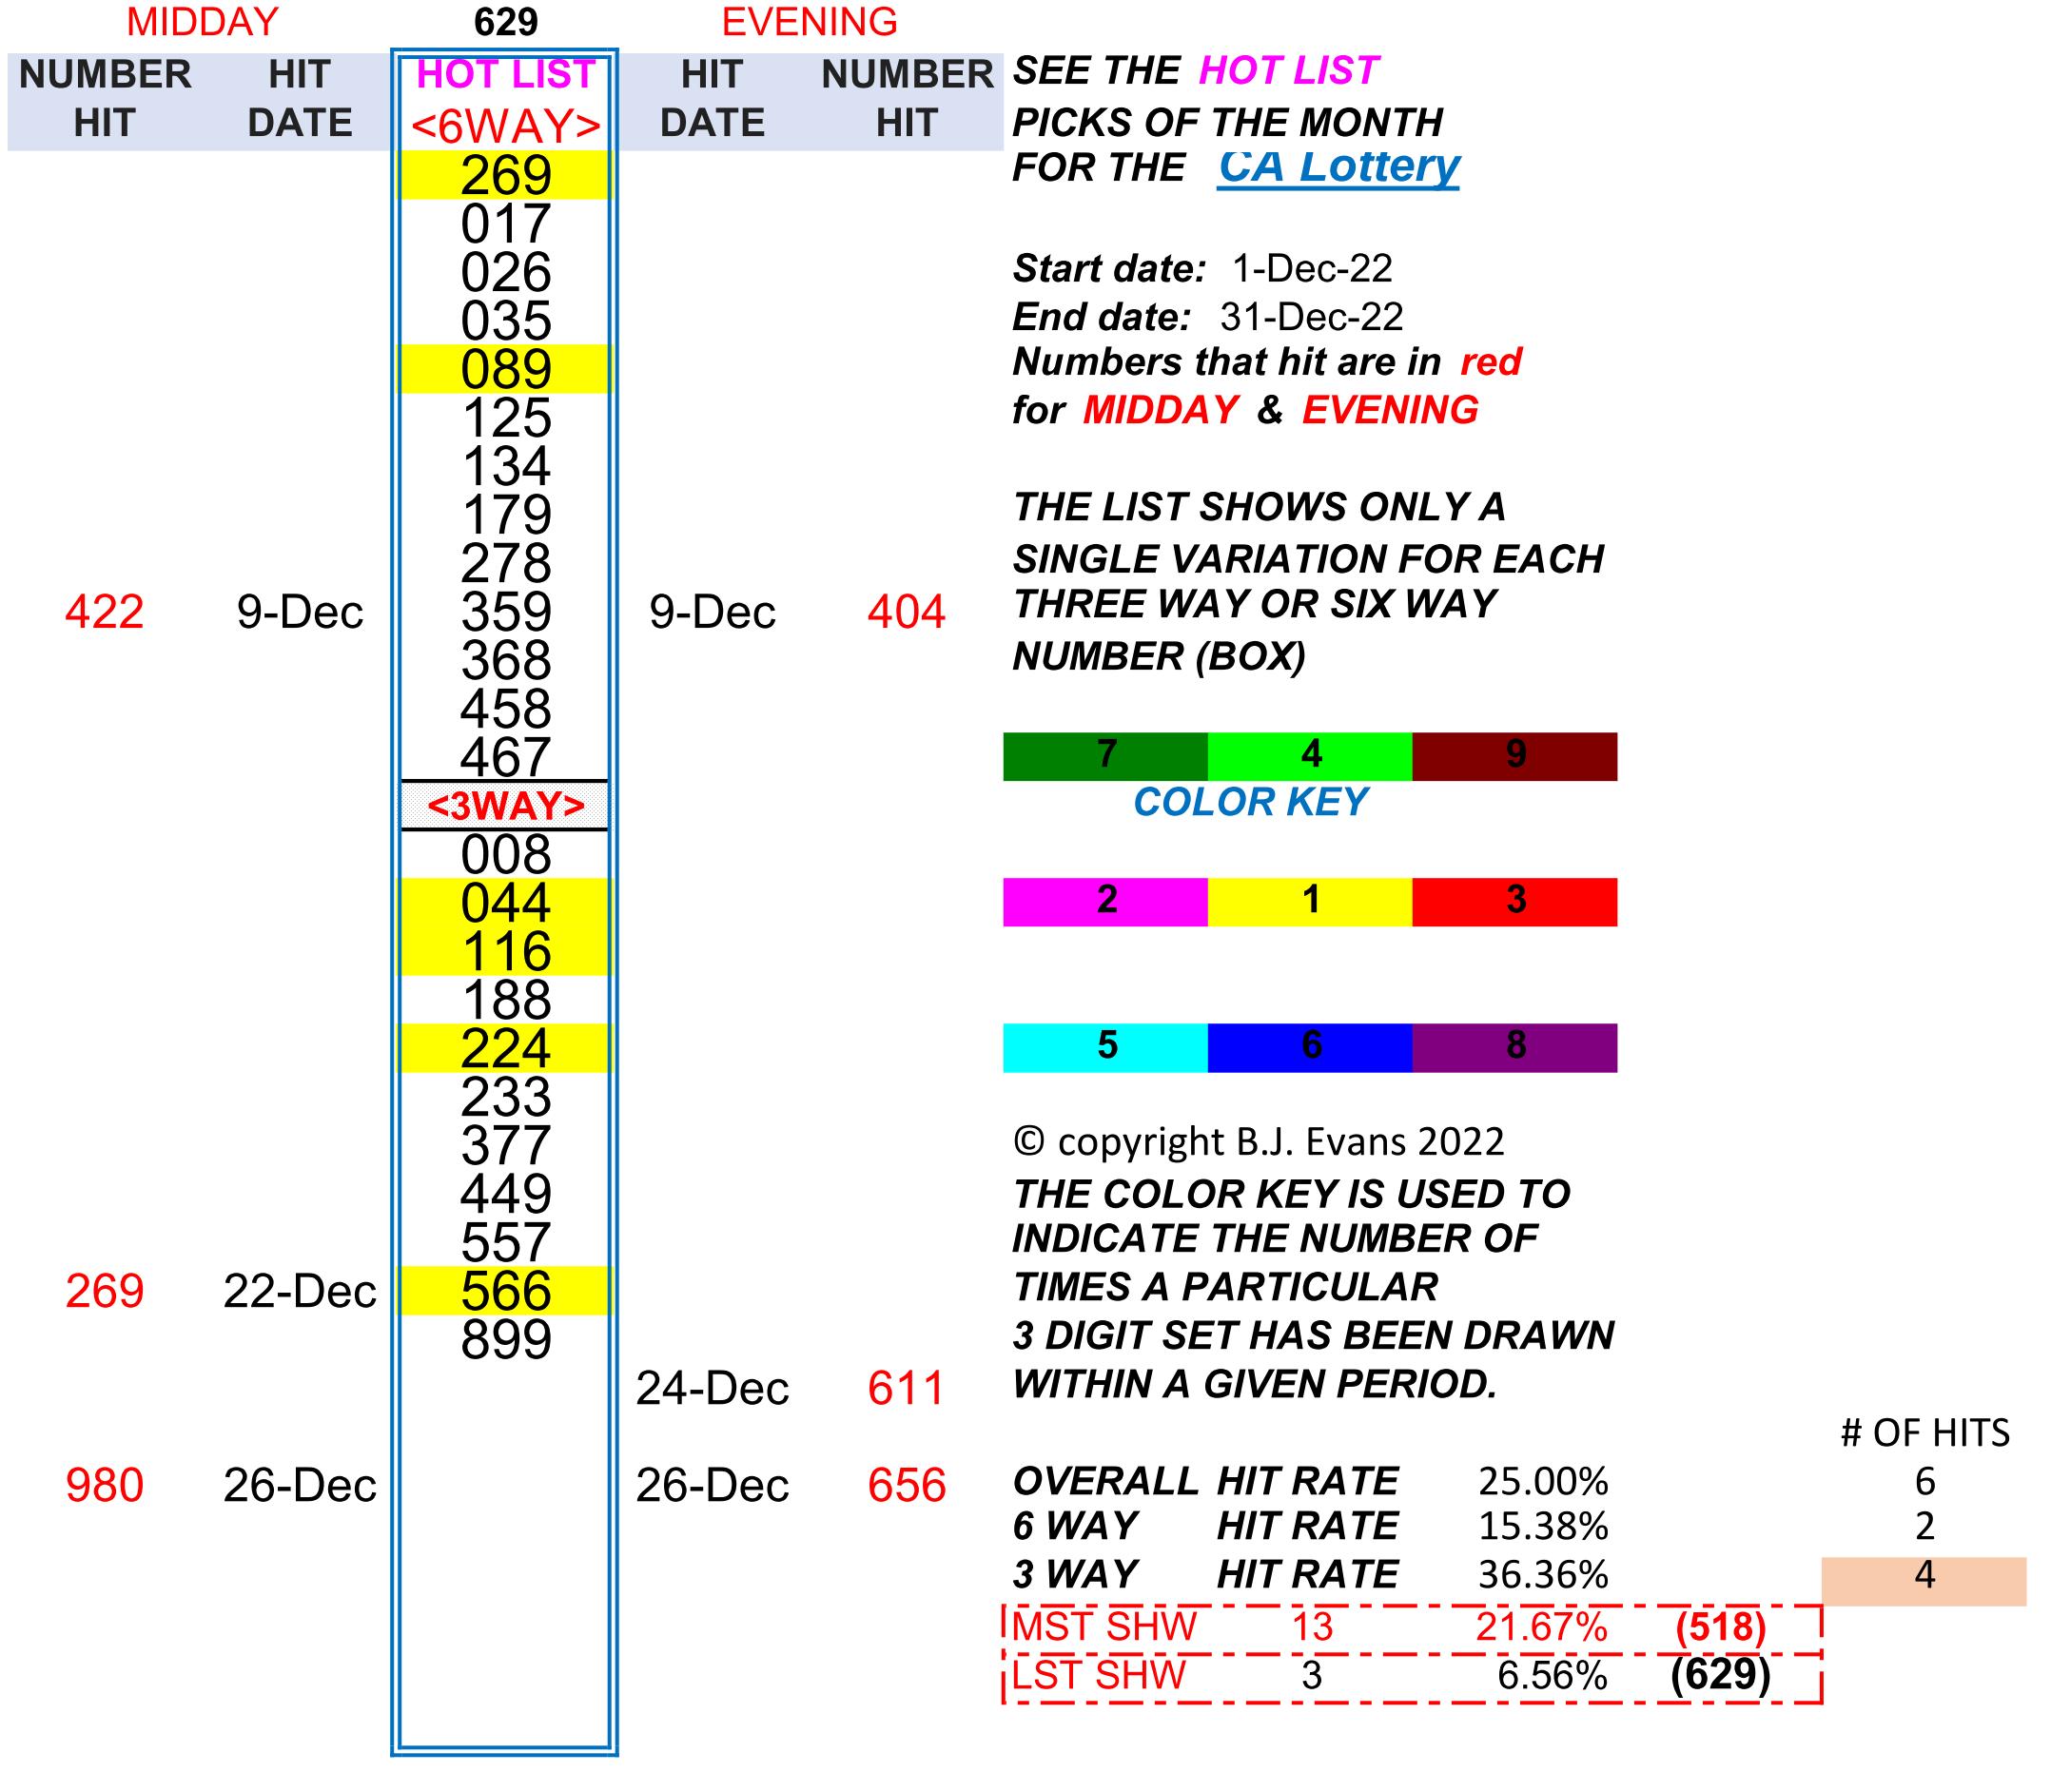 MIDDAY 629 EVENING
NUMBER HIT HOT LIST HIT NUMBER SEE THE HOT LIST
HIT DATE <6WAY> DATE HIT PICKS OF THE MONTH
269 FOR THE CA Lottery
017
026 Start date: 1-Dec-22
035 End date: 31-Dec-22
089 Numbers that hit are in red
125 for MIDDAY & EVENING
134
179 THE LIST SHOWS ONLY A
278 SINGLE VARIATION FOR EACH
422 9-Dec 359 9-Dec 404 THREE WAY OR SIX WAY
368 NUMBER (BOX)
458
467 7 4 9
<3WAY> COLOR KEY
008
044 2 1 3
116
188
224 5 6 8
233
377 © copyright B.J. Evans 2022
449 THE COLOR KEY IS USED TO
557 INDICATE THE NUMBER OF
269 22-Dec 566 TIMES A PARTICULAR
899 3 DIGIT SET HAS BEEN DRAWN
24-Dec 611 WITHIN A GIVEN PERIOD.
# OF HITS
980 26-Dec 26-Dec 656 OVERALL HIT RATE 25.00% 6
6 WAY HIT RATE 15.38% 2
3 WAY HIT RATE 36.36% 4
MST SHW 13 21.67% (518)
LST SHW 3 6.56% (629)